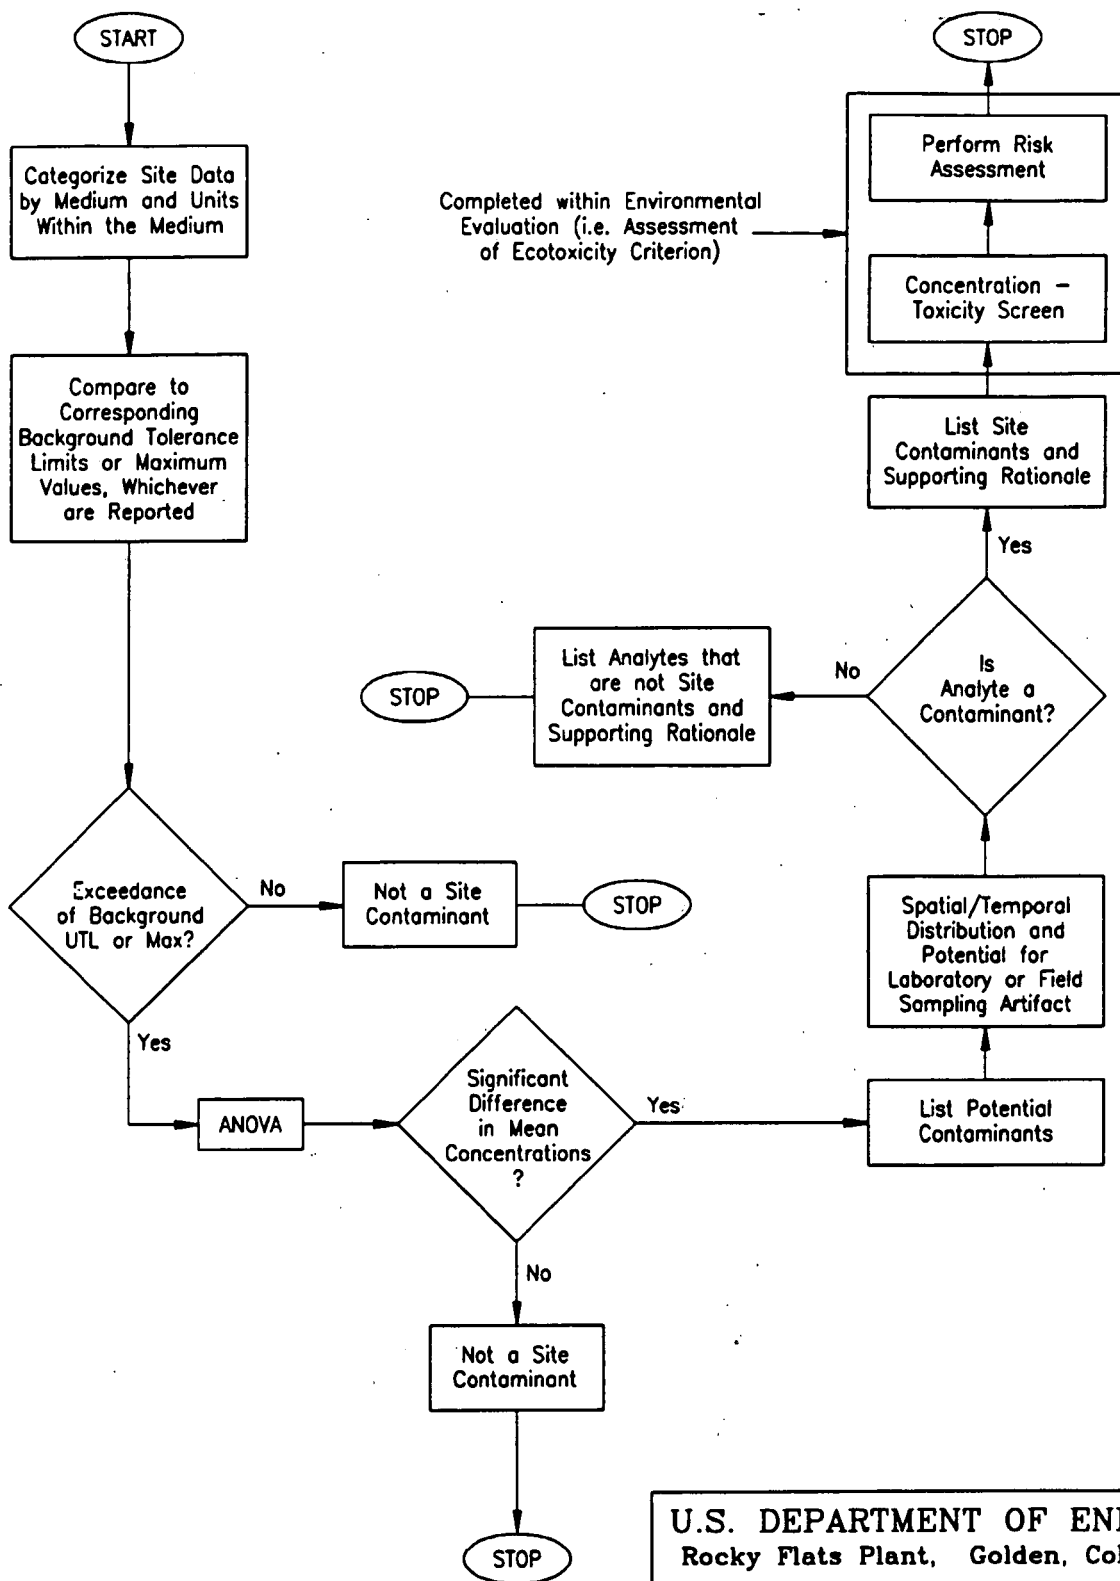 START
Categorize Site Data
by Medium and Units
Within the Medium
Compare to
Corresponding
Background Tolerance
Limits or Maximum
Values, Whichever
are Reported
Exceedance
of Background
UTL or Max?
No
Not a Site
Contaminant
STOP
Yes
ANOVA
Significant
Difference
in Mean
Concentrations
?
No
Not a Site
Contaminant
STOP
Yes
List Potential
Contaminants
Spatial/Temporal
Distribution and
Potential for
Laboratory or Field
Sampling Artifact
Is
Analyte a
Contaminant?
No
List Analytes that
are not Site
Contaminants and
Supporting Rationale
STOP
Yes
List Site
Contaminants and
Supporting Rationale
Completed within Environmental
Evaluation (i.e. Assessment
of Ecotoxicity Criterion)
Concentration –
Toxicity Screen
Perform Risk
Assessment
STOP
U.S. DEPARTMENT OF
Rocky Flats Plant, Golden,